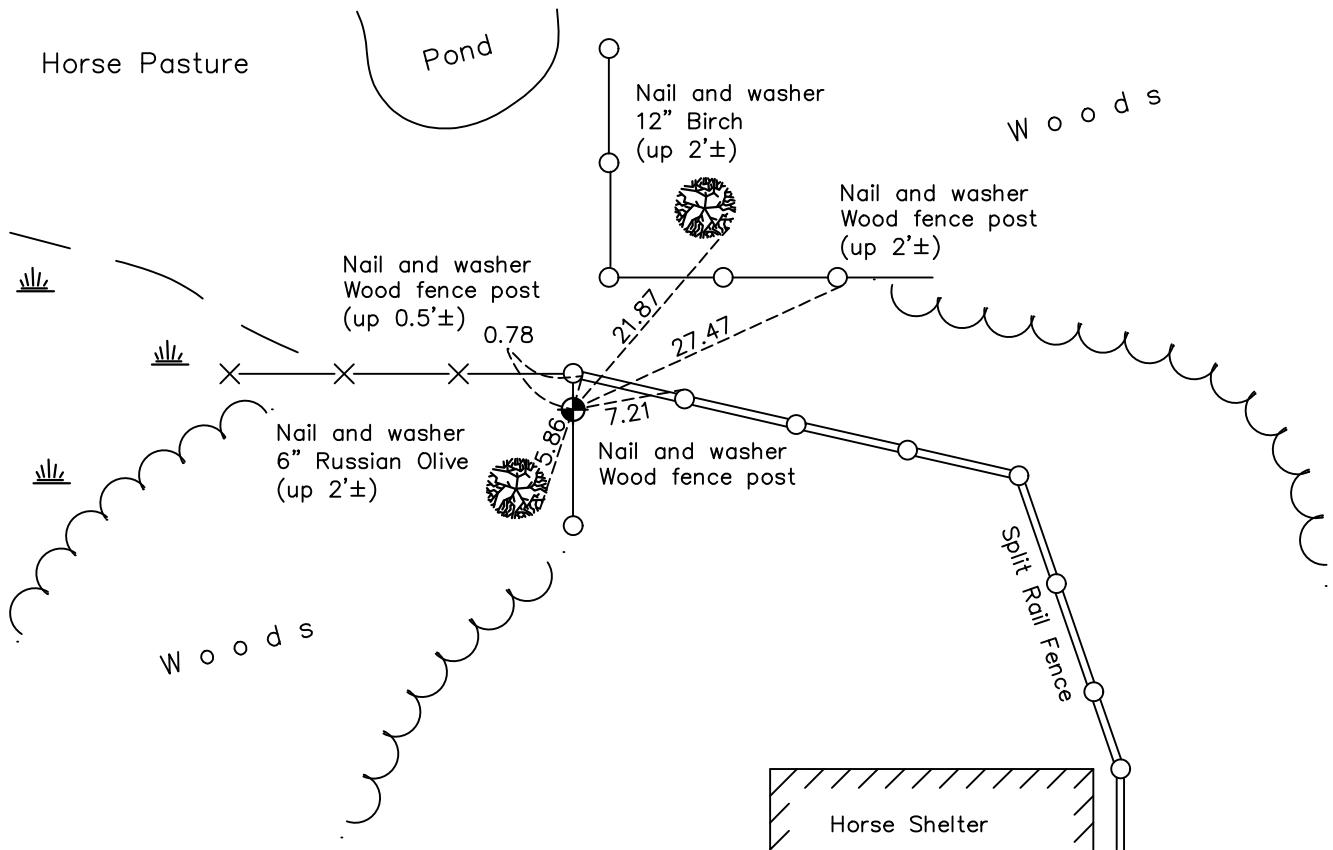 Horse Pasture
Pond
Nail and washer
12” Birch
(up 2’±)
Woods
Nail and washer
Wood fence post
(up 2’±)
Nail and washer
Wood fence post
(up 0.5’±)
0.78
21.87
27.47
7.21
5.86
Nail and washer
6” Russian Olive
(up 2’±)
Nail and washer
Wood fence post
Split Rail Fence
Woods
Horse Shelter